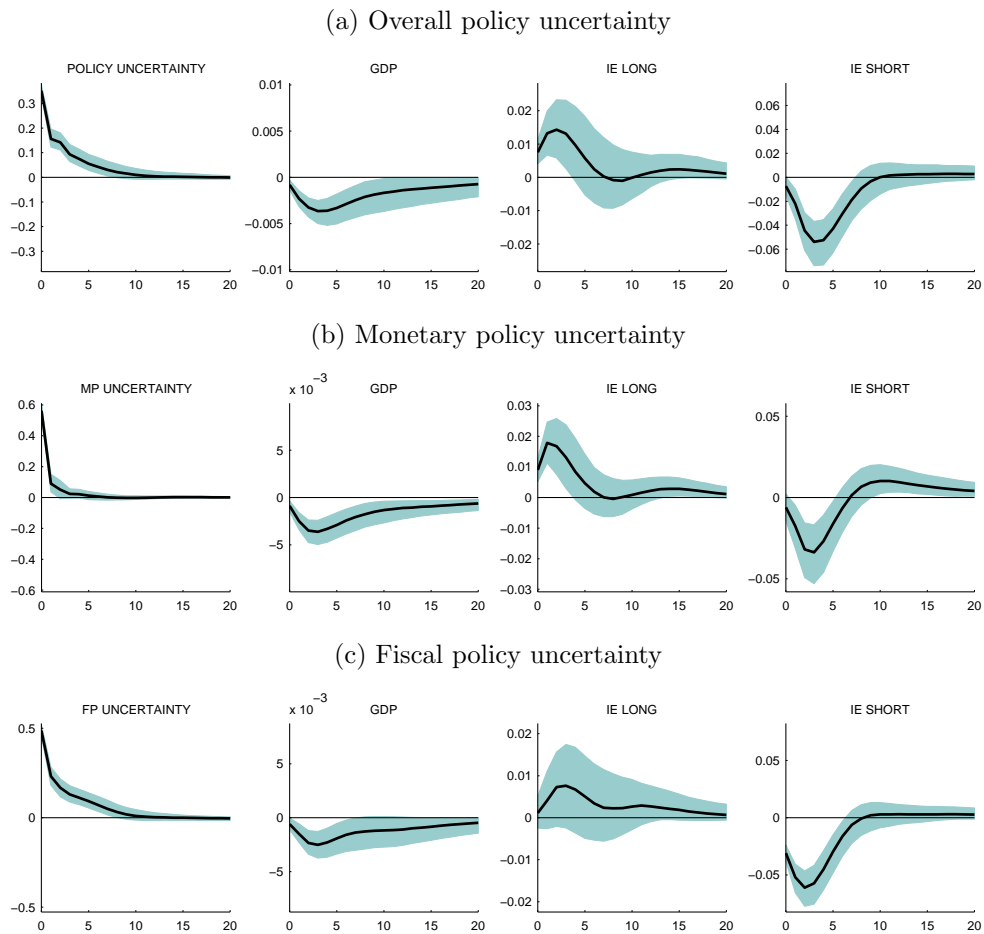 (a) Overall policy uncertainty
POLICY UNCERTAINTY GDP IE LONG IE SHORT
0.3 0.2 0.1 0 −0.1 −0.2 −0.3
0 5 10 15 20
0.01 0.005 0 −0.005 −0.01
0 5 10 15 20
0.02 0.01 0 −0.01 −0.02
0 5 10 15 20
0.06 0.04 0.02 0 −0.02 −0.04 −0.06
0 5 10 15 20
(b) Monetary policy uncertainty
MP UNCERTAINTY GDP IE LONG IE SHORT
0.6 0.4 0.2 0 −0.2 −0.4 −0.6
0 5 10 15 20
x 10−3
5 0 −5
0 5 10 15 20
0.03 0.02 0.01 0 −0.01 −0.02 −0.03
0 5 10 15 20
0.05 0 −0.05
0 5 10 15 20
(c) Fiscal policy uncertainty
FP UNCERTAINTY GDP IE LONG IE SHORT
0.5 0 −0.5
0 5 10 15 20
x 10−3
5 0 −5
0 5 10 15 20
0.02 0.01 0 −0.01 −0.02
0 5 10 15 20
0.05 0 −0.05
0 5 10 15 20